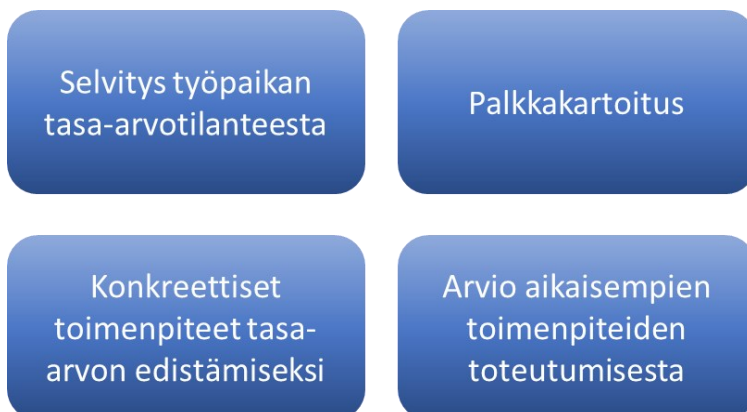 Selvitys työpaikan
tasa-arvotilanteesta
Palkkakartoitus
Konkreettiset
toimenpiteet tasa-
arvon edistämiseksi
Arvio aikaisempien
toimenpiteiden
toteutumisesta